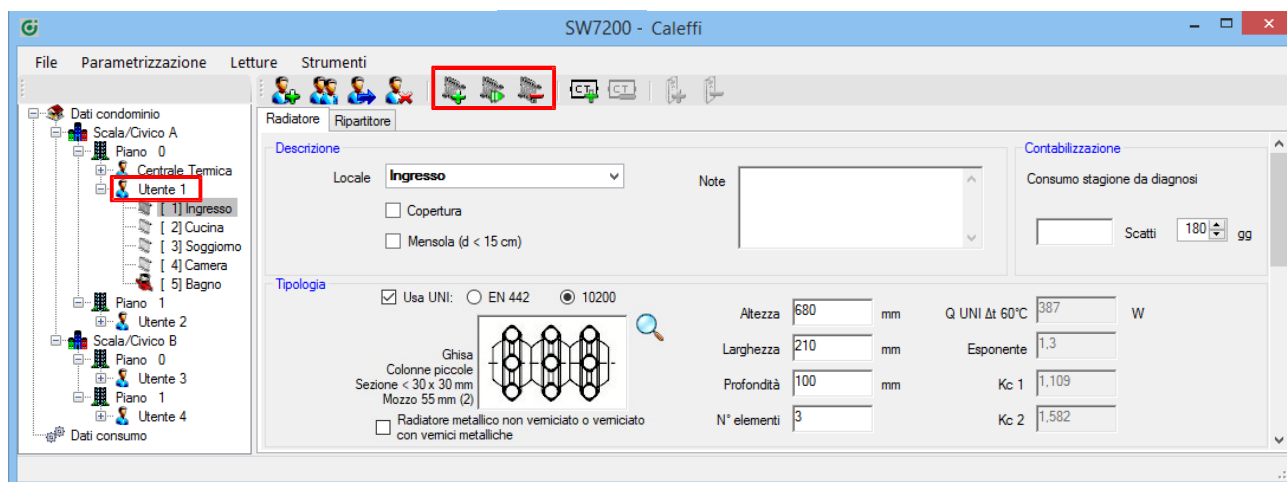 SW7200 - Caleffi
File Parametrizzazione Letture Strumenti
Dati condominio
Scala/Civico A
Piano 0
Centrale Termica
Utente 1
[ 1] Ingresso
[ 2] Cucina
[ 3] Soggiorno
[ 4] Camera
[ 5] Bagno
Piano 1
Utente 2
Scala/Civico B
Piano 0
Utente 3
Piano 1
Utente 4
Dati consumo
CT CT
Radiatore Ripartitore
Descrizione
Locale Ingresso
Copertura
Mensola (d < 15 cm)
Note
Contabilizzazione
Consumo stagione da diagnosi
Scatti 180 gg
Tipologia
Usa UNI: EN 442 10200
Ghisa
Colonne piccole
Sezione < 30 x 30 mm
Mozzo 55 mm (2)
Radiatore metallico non verniciato o verniciato
con vernici metalliche
Altezza 680 mm
Larghezza 210 mm
Profondità 100 mm
N° elementi 3
Q UNI Δt 60°C 387 W
Esponente 1,3
Kc 1 1,109
Kc 2 1,582